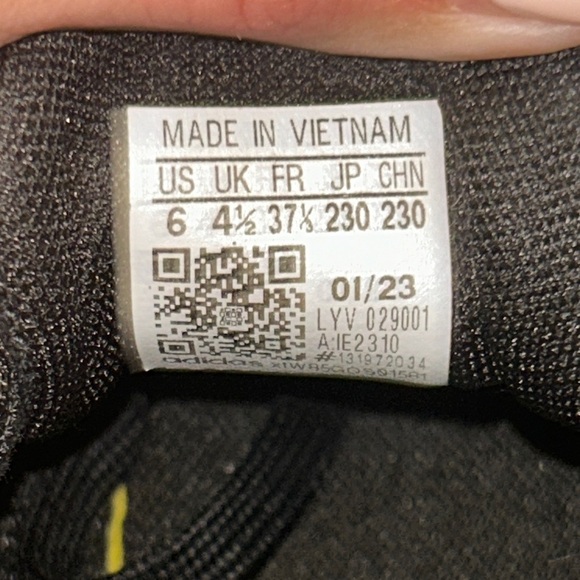 MADE IN VIETNAM
US UK FR JP CHN
6 4½ 37⅓ 230 230
01/23
LYV 029001
A:IE2310
#131972034
adidas